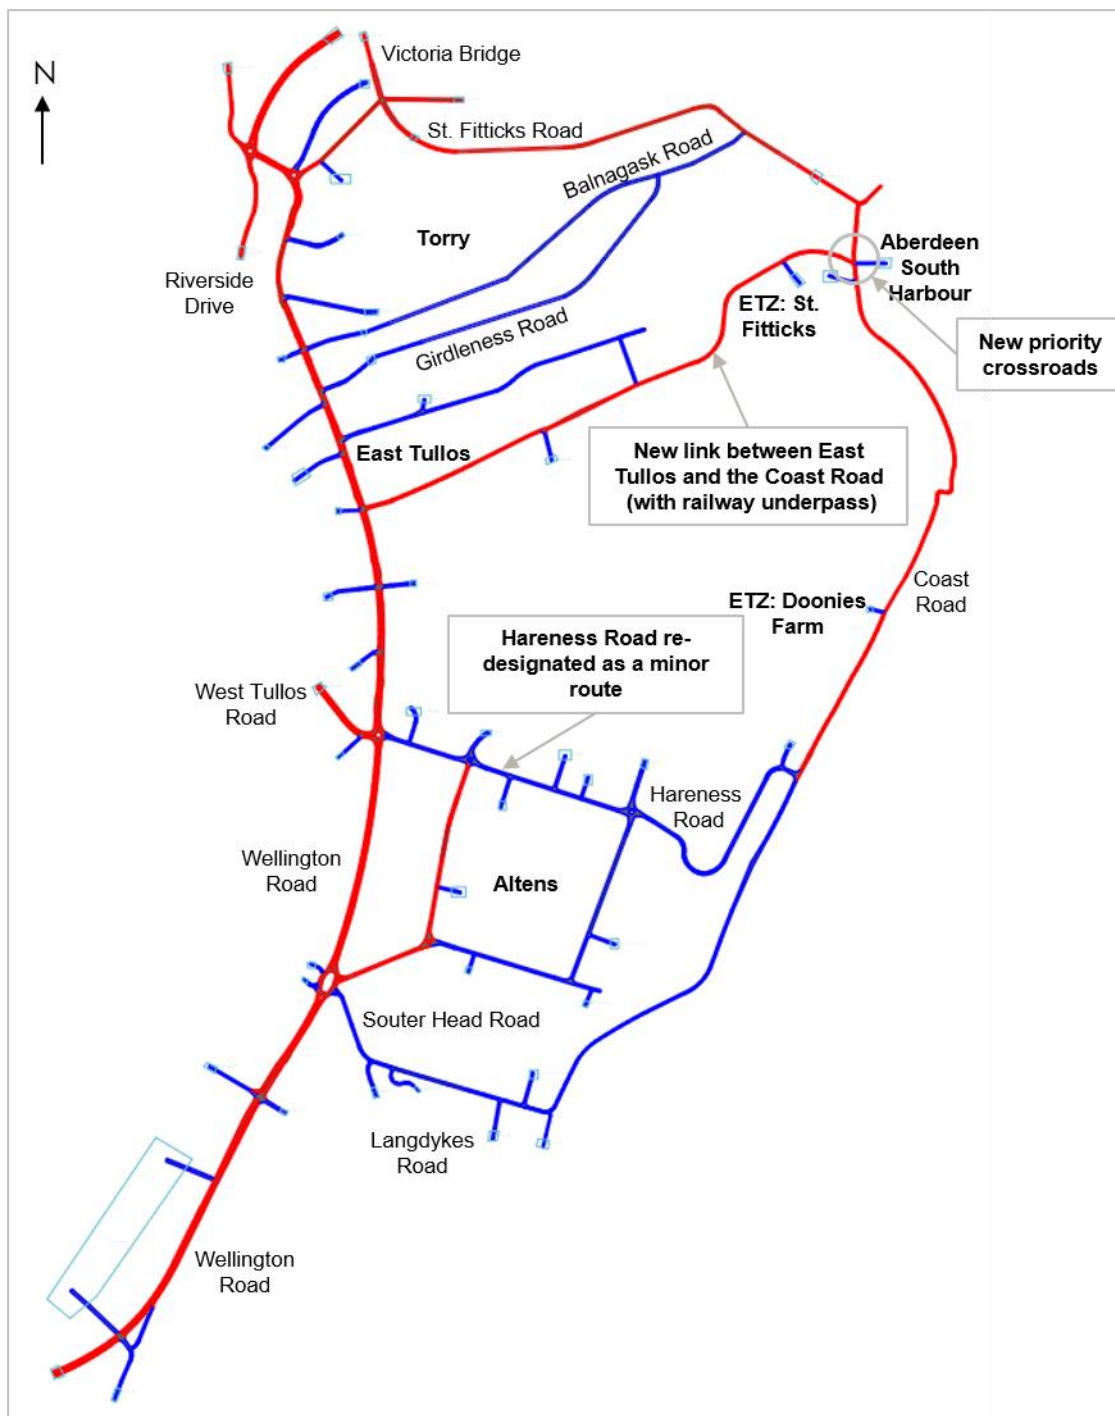 Victoria Bridge
N
St. Fitticks Road
Balnagask Road
Torry
Aberdeen
South
Harbour
Riverside
Drive
ETZ: St.
Fitticks
New priority
crossroads
Girdleness Road
East Tullos
New link between East
Tullos and the Coast Road
(with railway underpass)
Coast
Road
ETZ: Doonies
Farm
Hareness Road re-
designated as a minor
route
West Tullos
Road
Hareness
Road
Wellington
Road
Altens
Souter Head Road
Langdykes
Road
Wellington
Road